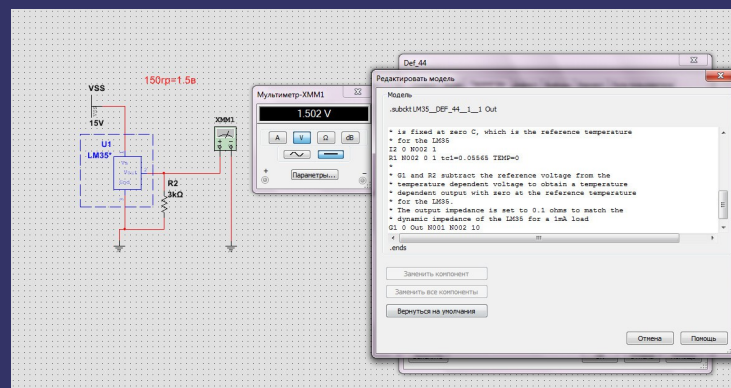 150гр=1.5в
VSS
15V
U1
LM35*
Vout
XMM1
R2
3kΩ
Мультиметр-XMM1
1.502 V
A V Ω dB
+ Параметры... −
Def_44
Редактировать модель
Модель
.subckt LM35__DEF_44__1__1 Out
* is fixed at zero C, which is the reference temperature
* for the LM35
I2 0 N002 1
R1 N002 0 1 tc1=0.05565 TEMP=0
*
* G1 and R2 subtract the reference voltage from the
* temperature dependent voltage to obtain a temperature
* dependent output with zero at the reference temperature
* for the LM35.
* The output impedance is set to 0.1 ohms to match the
* dynamic impedance of the LM35 for a 1mA load
G1 0 Out N001 N002 10
.ends
Заменить компонент
Заменить все компоненты
Вернуться на умолчания
Отмена Помощь